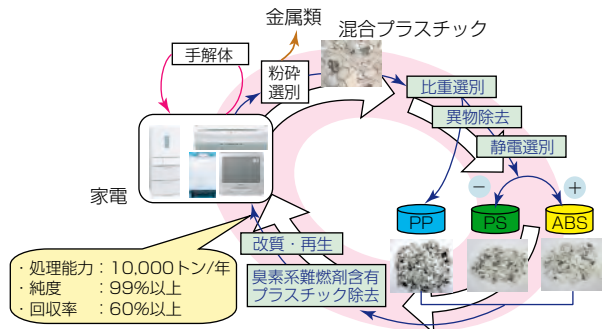 金属類
混合プラスチック
手解体
粉砕
選別
比重選別
異物除去
静電選別
−
+
家電
PP
PS
ABS
改質・再生
臭素系難燃剤含有
プラスチック除去
・処理能力：10,000トン/年
・純度　　：99%以上
・回収率　：60%以上